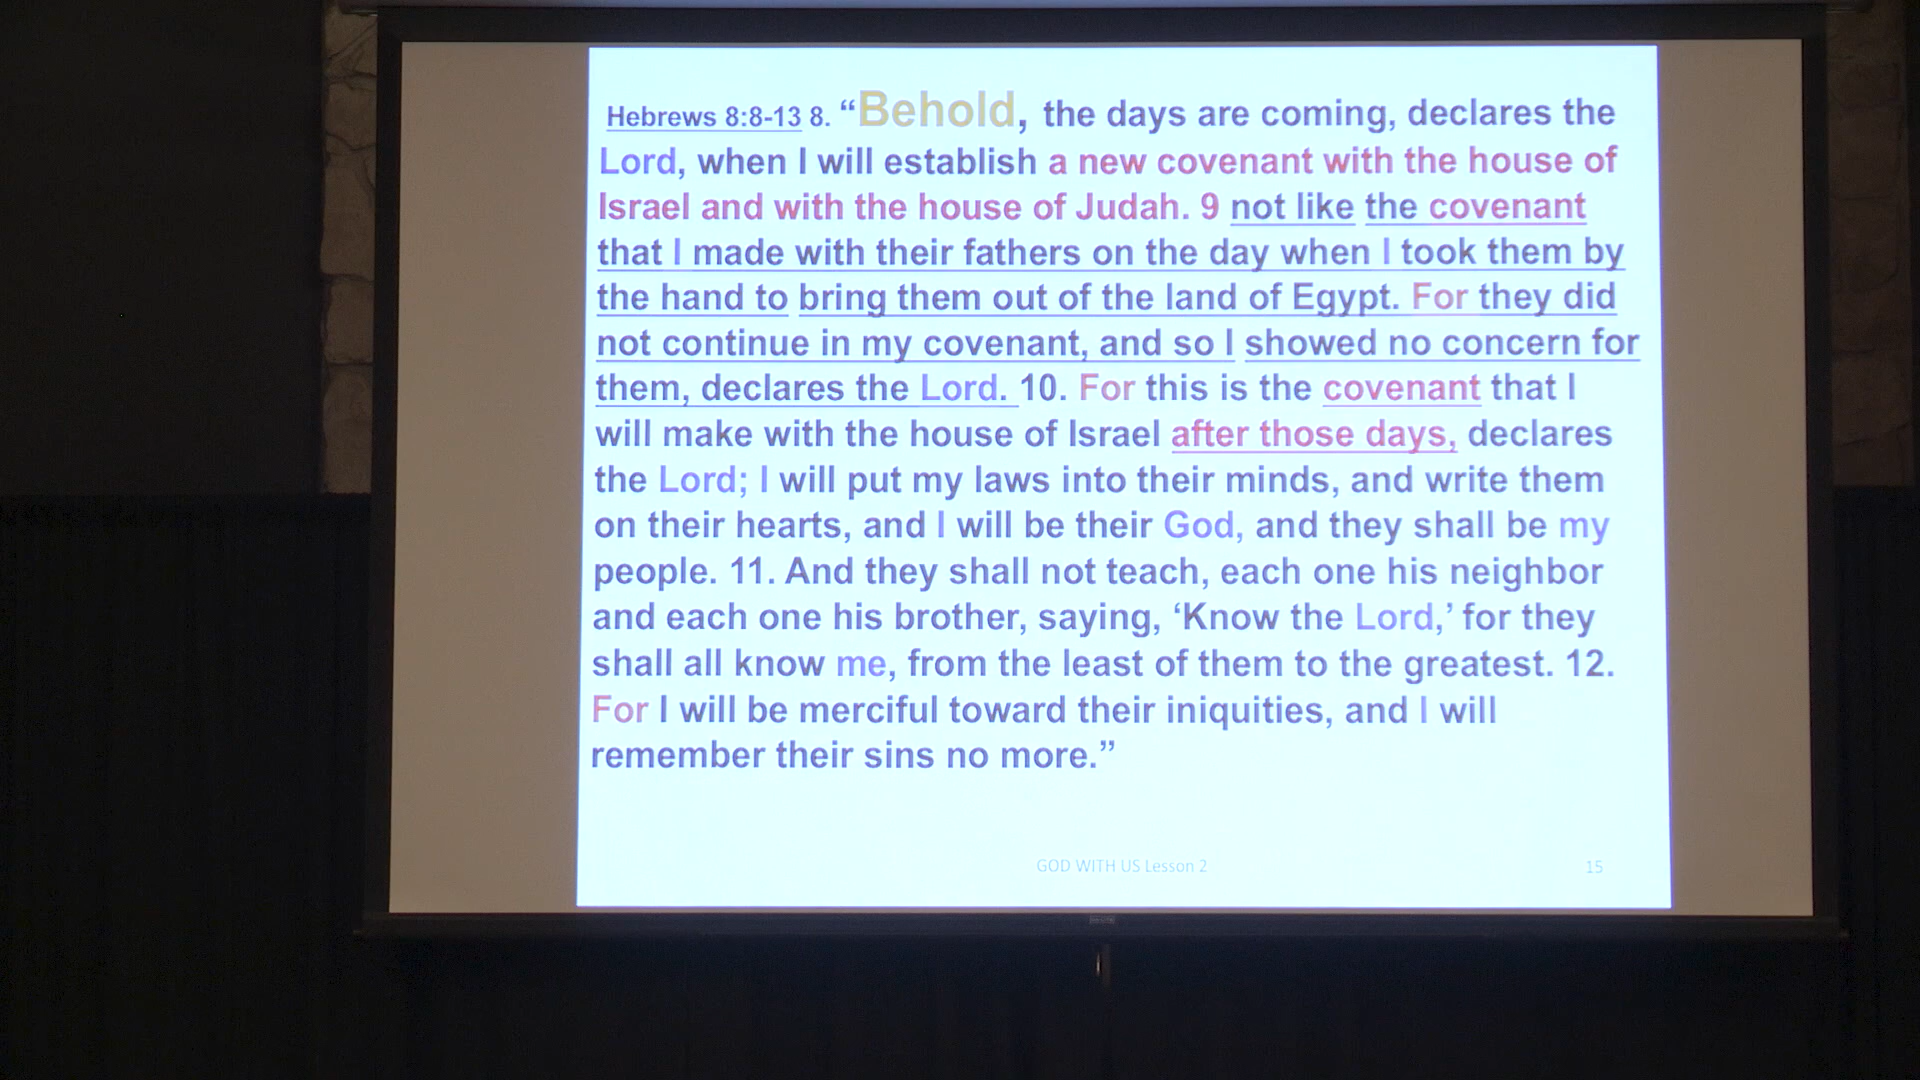 Hebrews 8:8-13 8. “Behold, the days are coming, declares the
Lord, when I will establish a new covenant with the house of
Israel and with the house of Judah. 9 not like the covenant
that I made with their fathers on the day when I took them by
the hand to bring them out of the land of Egypt. For they did
not continue in my covenant, and so I showed no concern for
them, declares the Lord. 10. For this is the covenant that I
will make with the house of Israel after those days, declares
the Lord; I will put my laws into their minds, and write them
on their hearts, and I will be their God, and they shall be my
people. 11. And they shall not teach, each one his neighbor
and each one his brother, saying, ‘Know the Lord,’ for they
shall all know me, from the least of them to the greatest. 12.
For I will be merciful toward their iniquities, and I will
remember their sins no more.”
GOD WITH US Lesson 2 15